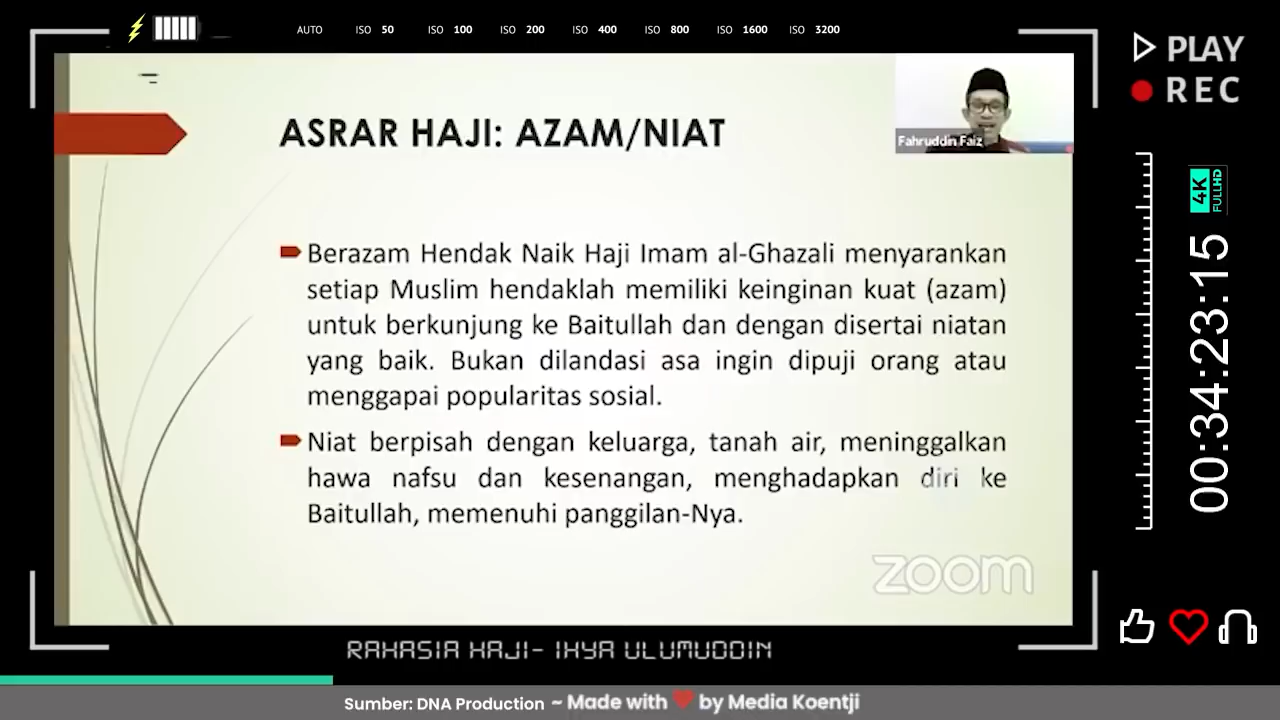 AUTO ISO 50 ISO 100 ISO 200 ISO 400 ISO 800 ISO 1600 ISO 3200
PLAY
REC
Fahruddin Faiz
ASRAR HAJI: AZAM/NIAT
Berazam Hendak Naik Haji Imam al-Ghazali menyarankan
setiap Muslim hendaklah memiliki keinginan kuat (azam)
untuk berkunjung ke Baitullah dan dengan disertai niatan
yang baik. Bukan dilandasi asa ingin dipuji orang atau
menggapai popularitas sosial.
Niat berpisah dengan keluarga, tanah air, meninggalkan
hawa nafsu dan kesenangan, menghadapkan diri ke
Baitullah, memenuhi panggilan-Nya.
zoom
4K
FULLHD
00:34:23:15
RAHASIA HAJI- IHYA ULUMUDDIN
Sumber: DNA Production ~ Made with ❤ by Media Koentji